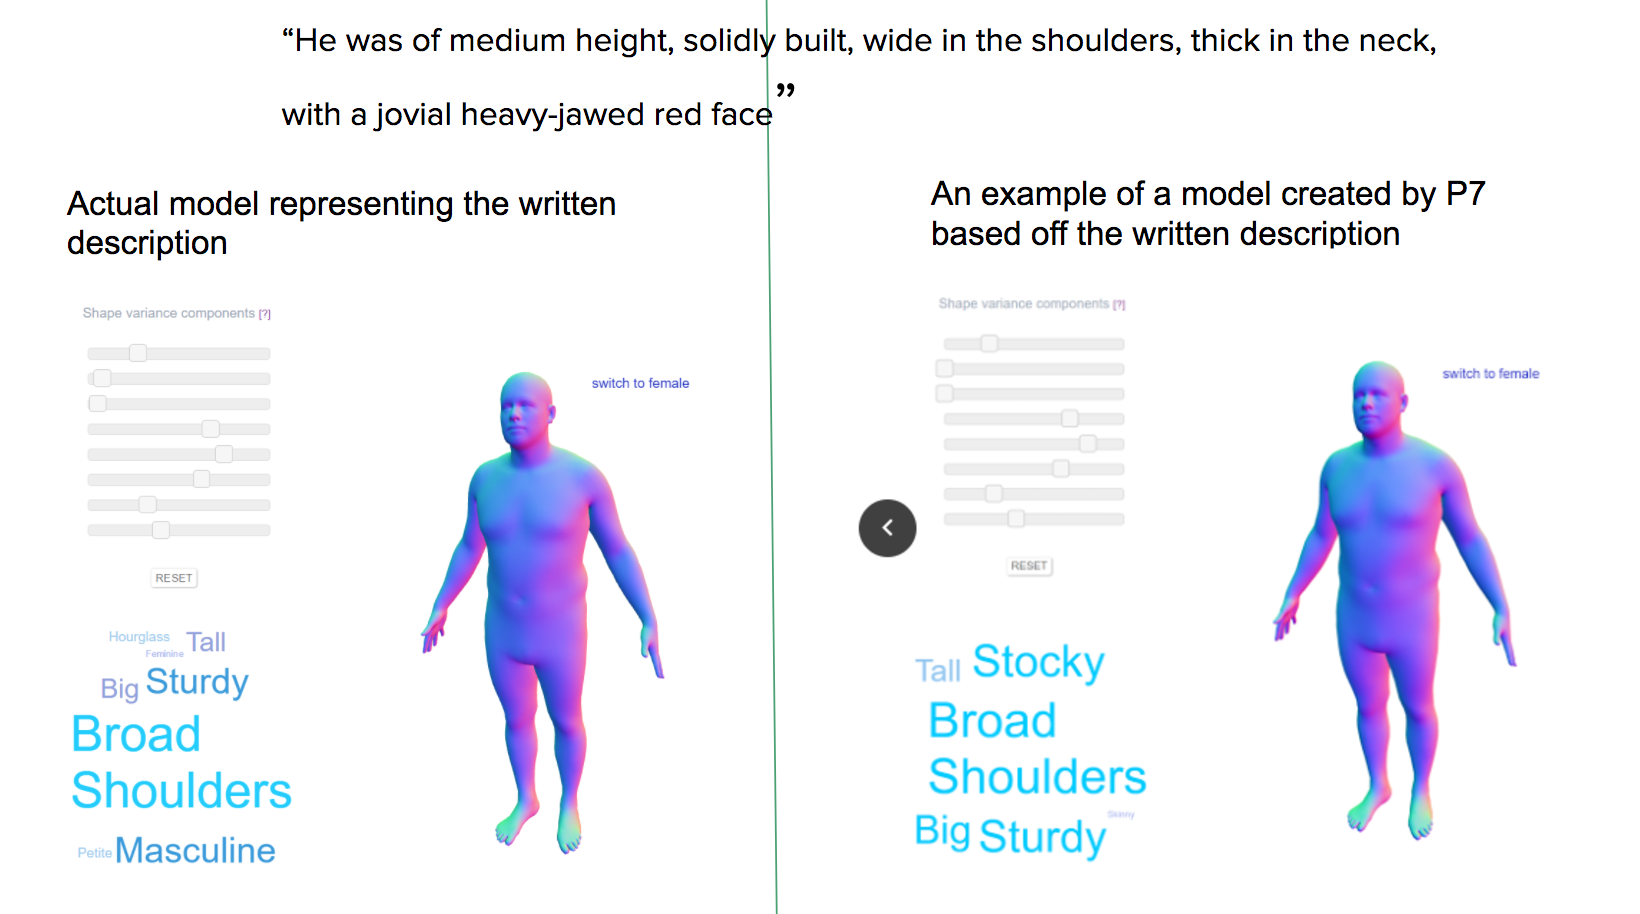 “He was of medium height, solidly built, wide in the shoulders, thick in the neck,
with a jovial heavy-jawed red face”
Actual model representing the written
description
Shape variance components [?]
switch to female
RESET
Hourglass Tall
Feminine
Big Sturdy
Broad
Shoulders
Petite Masculine
An example of a model created by P7
based off the written description
Shape variance components [?]
switch to female
RESET
Tall Stocky
Broad
Shoulders
Skinny
Big Sturdy